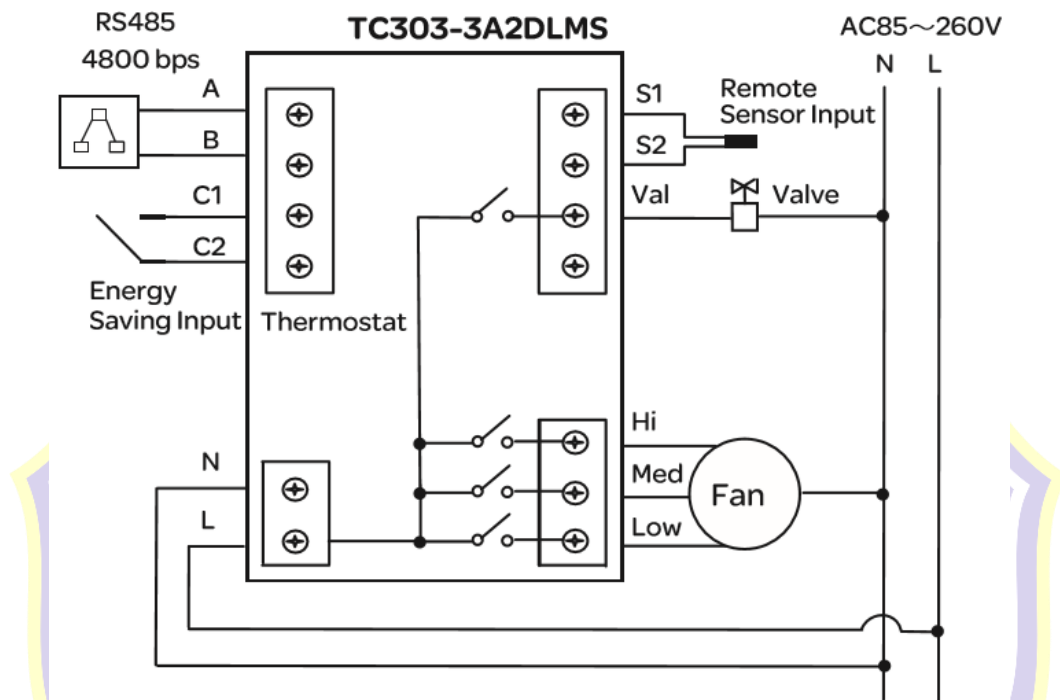 RS485
4800 bps
TC303-3A2DLMS
AC85～260V
N L
A
B
C1
C2
Energy
Saving Input
Thermostat
S1
S2
Remote
Sensor Input
Val
Valve
N
L
Hi
Med
Low
Fan